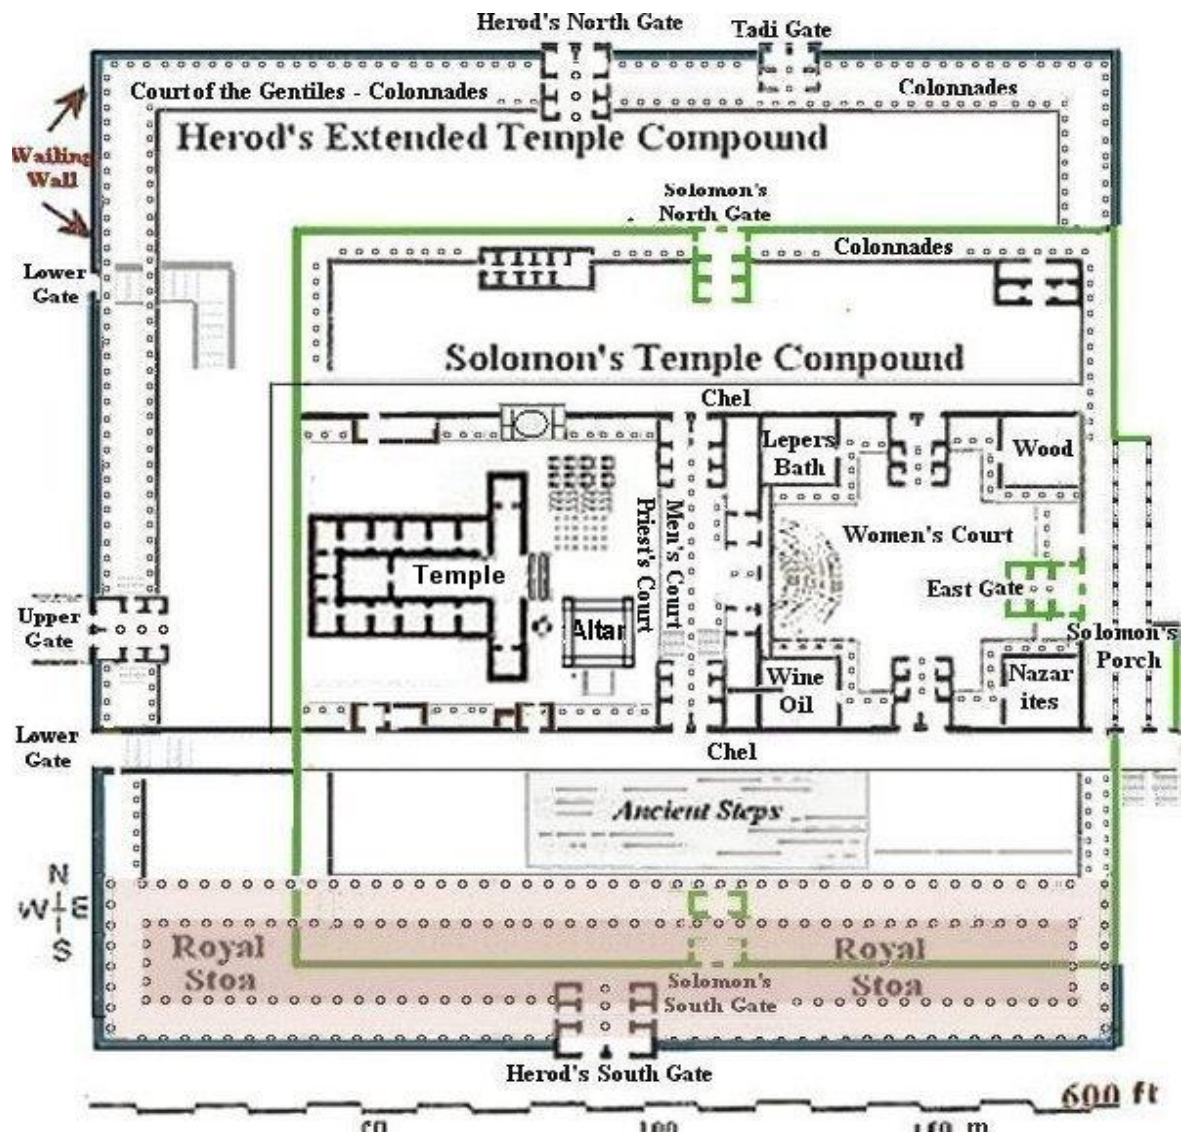 Herod's North Gate
Tadi Gate
Court of the Gentiles - Colonnades
Colonnades
Herod's Extended Temple Compound
Wailing
Wall
Solomon's
North Gate
Colonnades
Lower
Gate
Solomon's Temple Compound
Chel
Lepers
Bath
Wood
Priest's Court
Men's Court
Women's Court
Temple
East Gate
Altar
Upper
Gate
Solomon's
Porch
Wine
Oil
Nazar
ites
Lower
Gate
Chel
Ancient Steps
N
W E
S
Royal
Stoa
Royal
Stoa
Solomon's
South Gate
Herod's South Gate
600 ft
50
100
150 m